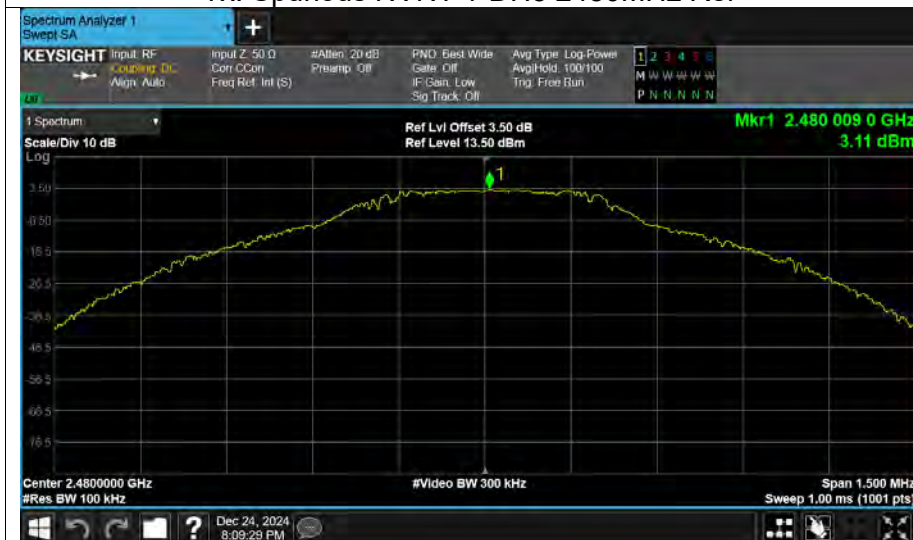 Spectrum Analyzer 1
Swept SA
+
KEYSIGHT Input: RF
Coupling: DC
Align: Auto
Input Z: 50 Ω
Corr CCorr
Freq Ref: Int (S)
#Atten: 20 dB
Preamp: Off
PNO: Best Wide
Gate: Off
IF Gain: Low
Sig Track: Off
Avg Type: Log-Power
Avg|Hold: 100/100
Trig: Free Run
1 2 3 4 5 6
M W W W W W
P N N N N N
1 Spectrum
Scale/Div 10 dB
Log
Ref Lvl Offset 3.50 dB
Ref Level 13.50 dBm
Mkr1 2.480 009 0 GHz
3.11 dBm
1
3.50
-6.50
-16.5
-26.5
-36.5
-46.5
-56.5
-66.5
-76.5
Center 2.4800000 GHz
#Res BW 100 kHz
#Video BW 300 kHz
Span 1.500 MHz
Sweep 1.00 ms (1001 pts)
?
Dec 24, 2024
8:09:29 PM